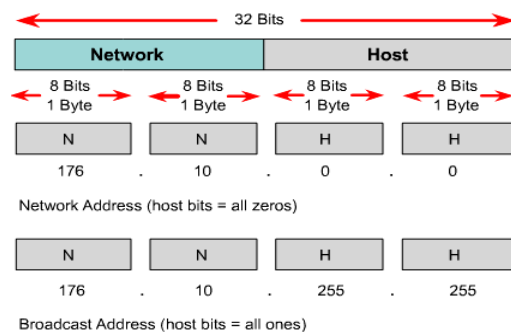 32 Bits
Network Host
8 Bits 8 Bits 8 Bits 8 Bits
1 Byte 1 Byte 1 Byte 1 Byte
N N H H
176 . 10 . 0 . 0
Network Address (host bits = all zeros)
N N H H
176 . 10 . 255 . 255
Broadcast Address (host bits = all ones)